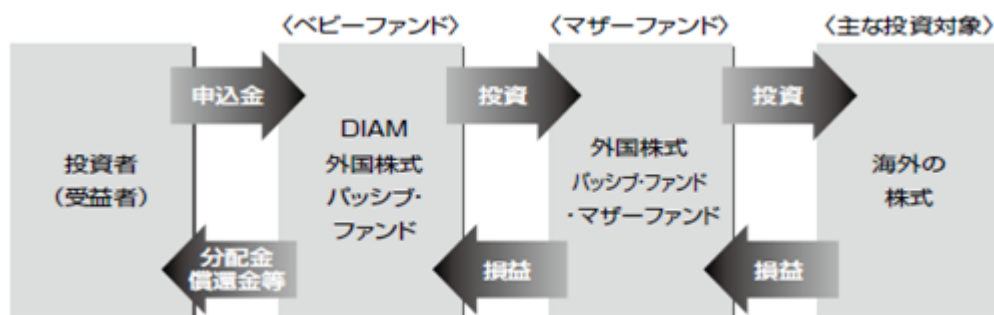 〈ベビーファンド〉
〈マザーファンド〉
〈主な投資対象〉
申込金
投資
投資
投資者
(受益者)
DIAM
外国株式
パッシブ・
ファンド
外国株式
パッシブ・ファンド
・マザーファンド
海外の
株式
分配金
償還金等
損益
損益